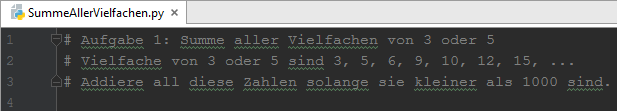 SummeAllerVielfachen.py ×
1 # Aufgabe 1: Summe aller Vielfachen von 3 oder 5
2 # Vielfache von 3 oder 5 sind 3, 5, 6, 9, 10, 12, 15, ...
3 # Addiere all diese Zahlen solange sie kleiner als 1000 sind.
4